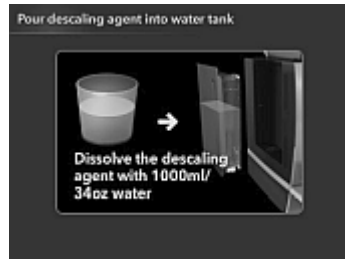 Pour descaling agent into water tank
Dissolve the descaling
agent with 1000ml/
34oz water